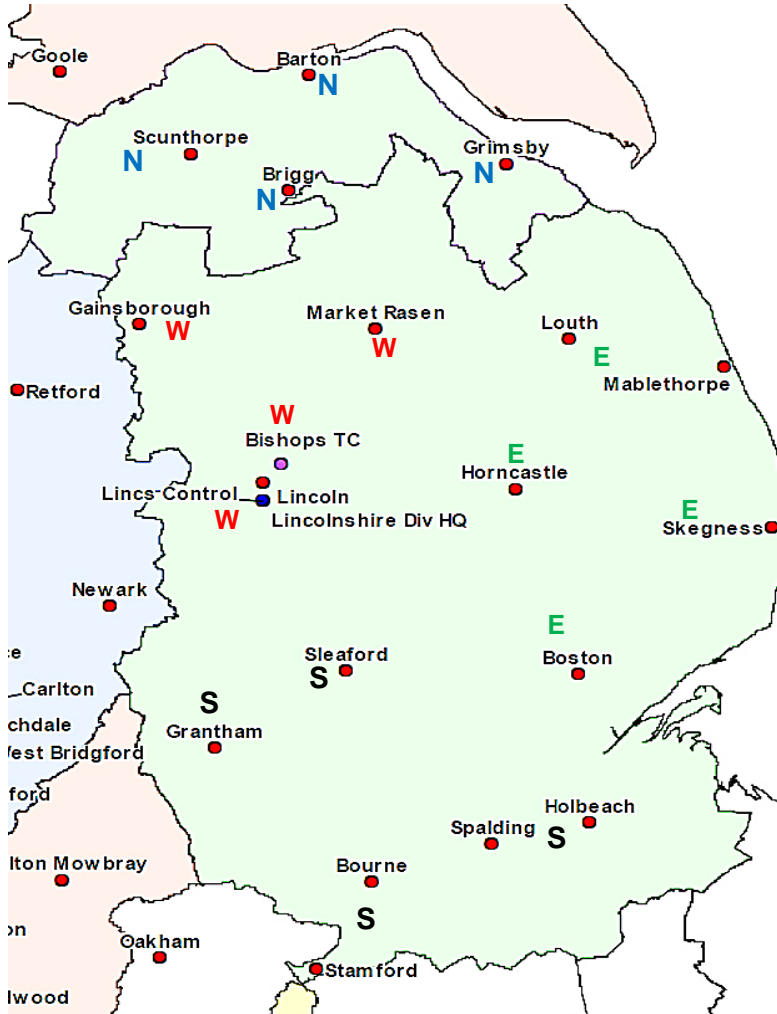 Goole
Barton
N
Scunthorpe
N
Grimsby
N
Brigg
N
Gainsborough
W
Market Rasen
W
Louth
E
Mablethorpe
Retford
W
Bishops TC
E
Horncastle
Lincs Control
Lincoln
W
Lincolnshire Div HQ
E
Skegness
Newark
E
ce
Sleaford
S
Boston
Carlton
S
chdale
Grantham
West Bridgford
ford
Holbeach
Spalding
S
lton Mowbray
Bourne
S
on
Oakham
Stamford
lwood